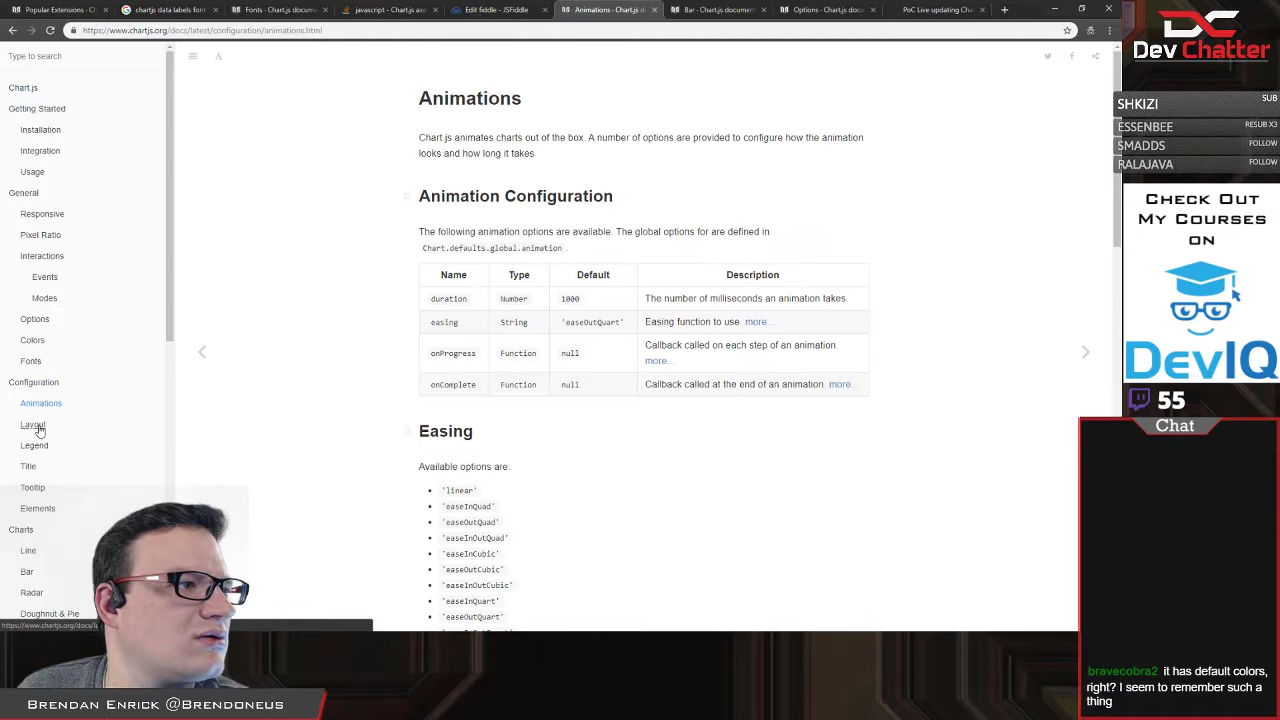 Popular Extensions · Ch
chartjs data labels font
Fonts · Chart.js docume
javascript - Chart.js axe
Edit fiddle - JSFiddle
Animations · Chart.js d
Bar · Chart.js document
Options · Chart.js docu
PoC Live updating Char
https://www.chartjs.org/docs/latest/configuration/animations.html
Type to search
A
Chart.js
Getting Started
Installation
Integration
Usage
General
Responsive
Pixel Ratio
Interactions
Events
Modes
Options
Colors
Fonts
Configuration
Animations
Layout
Legend
Title
Tooltip
Elements
Charts
Line
Bar
Radar
Doughnut & Pie
Animations
Chart.js animates charts out of the box. A number of options are provided to configure how the animation
looks and how long it takes
Animation Configuration
The following animation options are available. The global options for are defined in
Chart.defaults.global.animation .
Name Type Default Description
duration Number 1000 The number of milliseconds an animation takes.
easing String 'easeOutQuart' Easing function to use. more...
onProgress Function null Callback called on each step of an animation.
more...
onComplete Function null Callback called at the end of an animation. more...
Easing
Available options are:
'linear'
'easeInQuad'
'easeOutQuad'
'easeInOutQuad'
'easeInCubic'
'easeOutCubic'
'easeInOutCubic'
'easeInQuart'
'easeOutQuart'
https://www.chartjs.org/docs/l
DC
Dev Chatter
SHKIZI SUB
ESSENBEE RESUB X3
SMADDS FOLLOW
RALAJAVA FOLLOW
CHECK OUT
MY COURSES
ON
DevIQ
55
Chat
bravecobra2 it has default colors,
right? I seem to remember such a
thing
BRENDAN ENRICK @BRENDONEUS